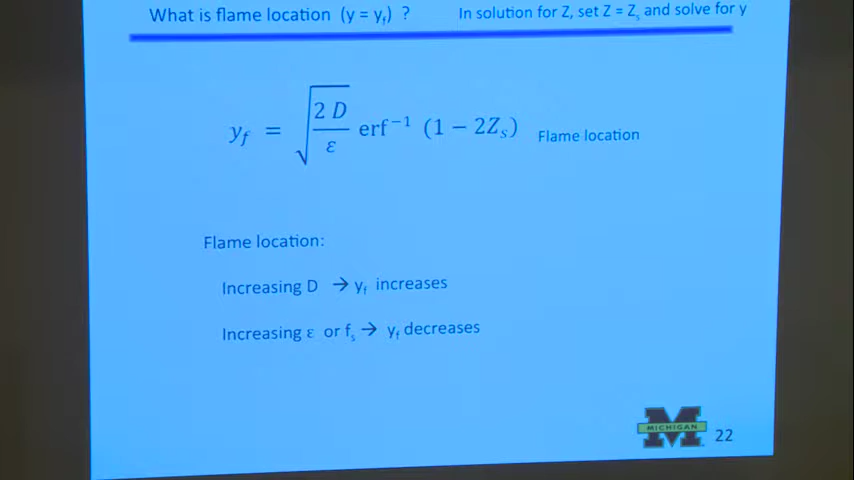 What is flame location (y = y_f) ? In solution for Z, set Z = Z_s and solve for y
y_f = √(2 D / ε) erf⁻¹ (1 − 2Z_s) Flame location
Flame location:
Increasing D → y_f increases
Increasing ε or f_s → y_f decreases
MICHIGAN
22